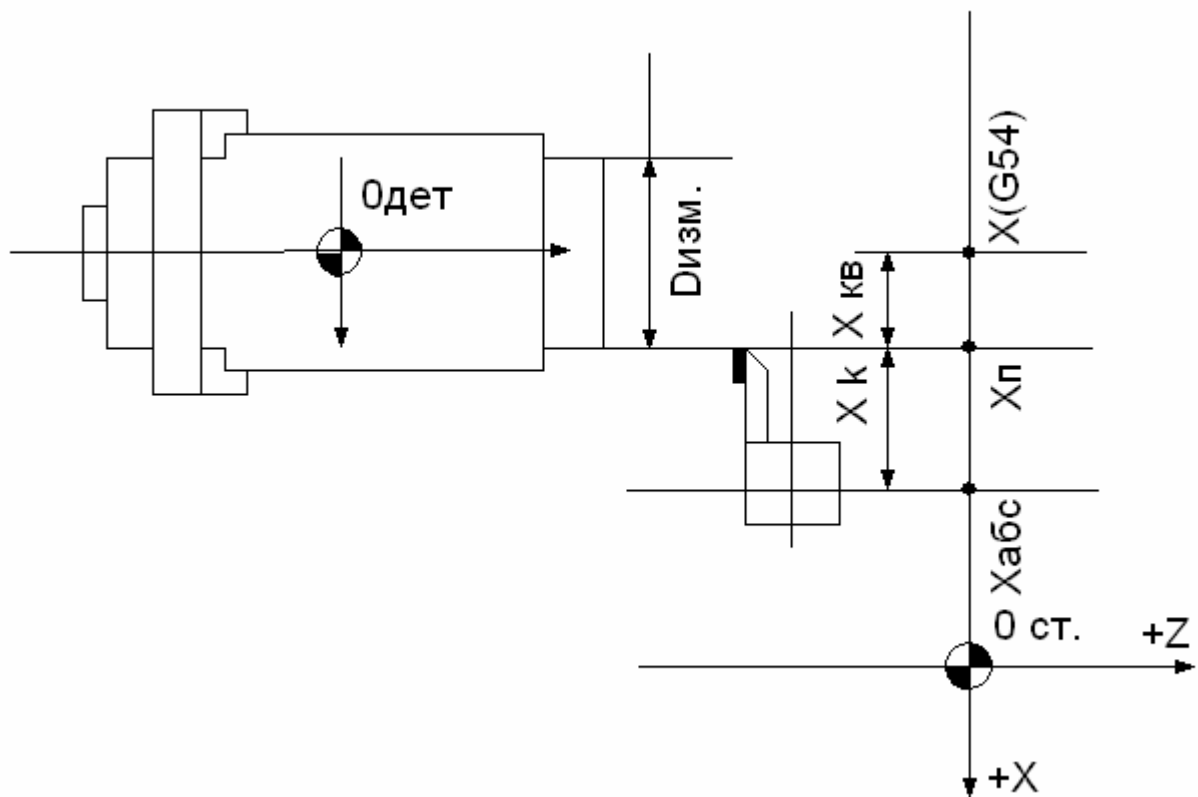 0дет
Dизм.
X кв
X k
X(G54)
Xп
Xабс
0 ст.
+Z
+X